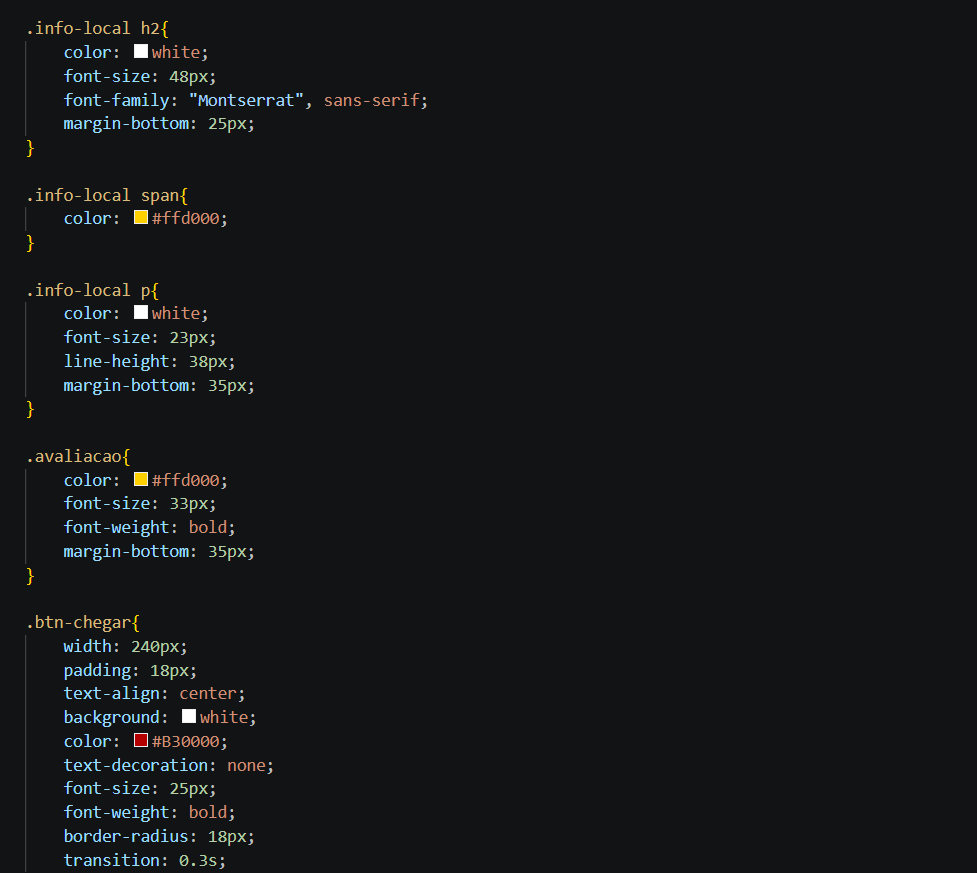 .info-local h2{
    color: white;
    font-size: 48px;
    font-family: "Montserrat", sans-serif;
    margin-bottom: 25px;
}

.info-local span{
    color: #ffd000;
}

.info-local p{
    color: white;
    font-size: 23px;
    line-height: 38px;
    margin-bottom: 35px;
}

.avaliacao{
    color: #ffd000;
    font-size: 33px;
    font-weight: bold;
    margin-bottom: 35px;
}

.btn-chegar{
    width: 240px;
    padding: 18px;
    text-align: center;
    background: white;
    color: #B30000;
    text-decoration: none;
    font-size: 25px;
    font-weight: bold;
    border-radius: 18px;
    transition: 0.3s;